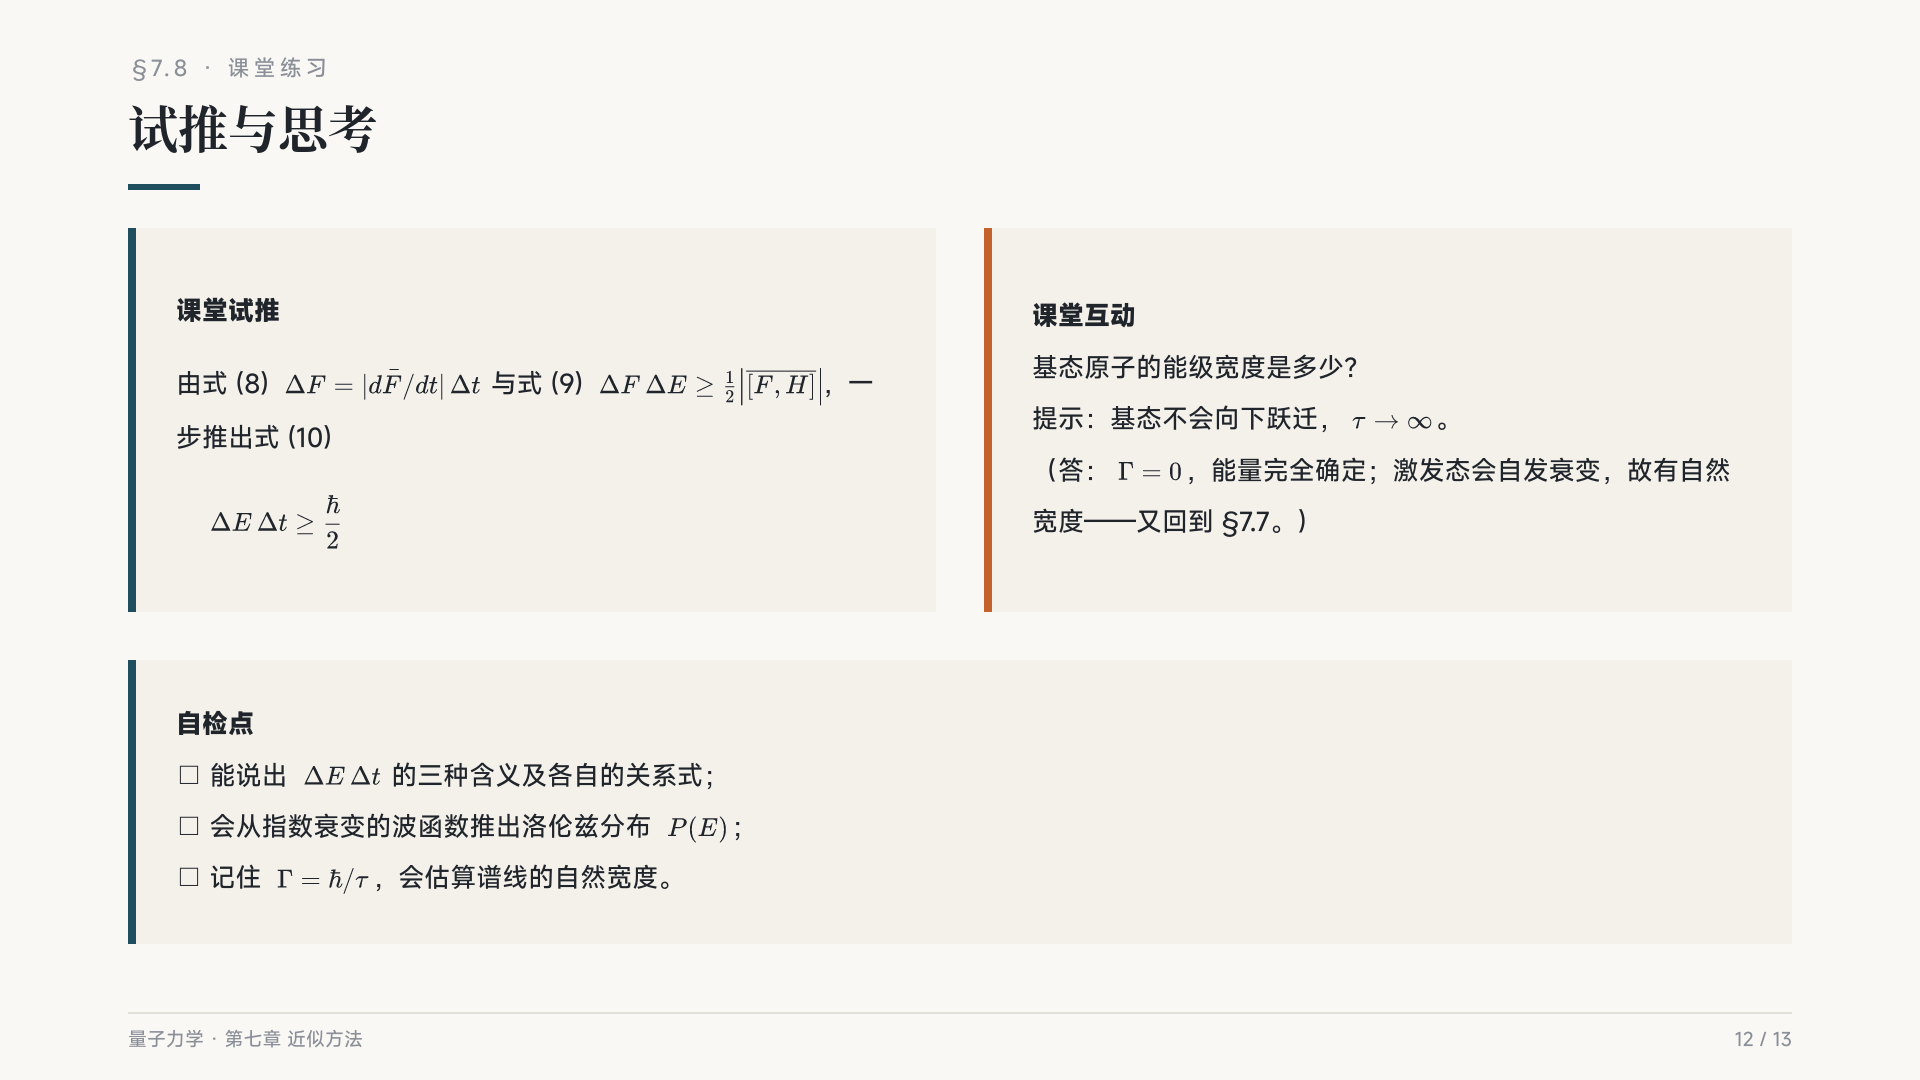 §7.8 · 课堂练习
试推与思考
课堂试推
由式 (8) ΔF = |dF̄/dt| Δt 与式 (9) ΔF ΔE ≥ ½|\overline{[F, H]}|，一
步推出式 (10)
ΔE Δt ≥ ħ/2
课堂互动
基态原子的能级宽度是多少？
提示：基态不会向下跃迁， τ → ∞。
（答： Γ = 0，能量完全确定；激发态会自发衰变，故有自然
宽度——又回到 §7.7。）
自检点
□ 能说出 ΔE Δt 的三种含义及各自的关系式；
□ 会从指数衰变的波函数推出洛伦兹分布 P(E)；
□ 记住 Γ = ħ/τ，会估算谱线的自然宽度。
量子力学 · 第七章 近似方法
12 / 13